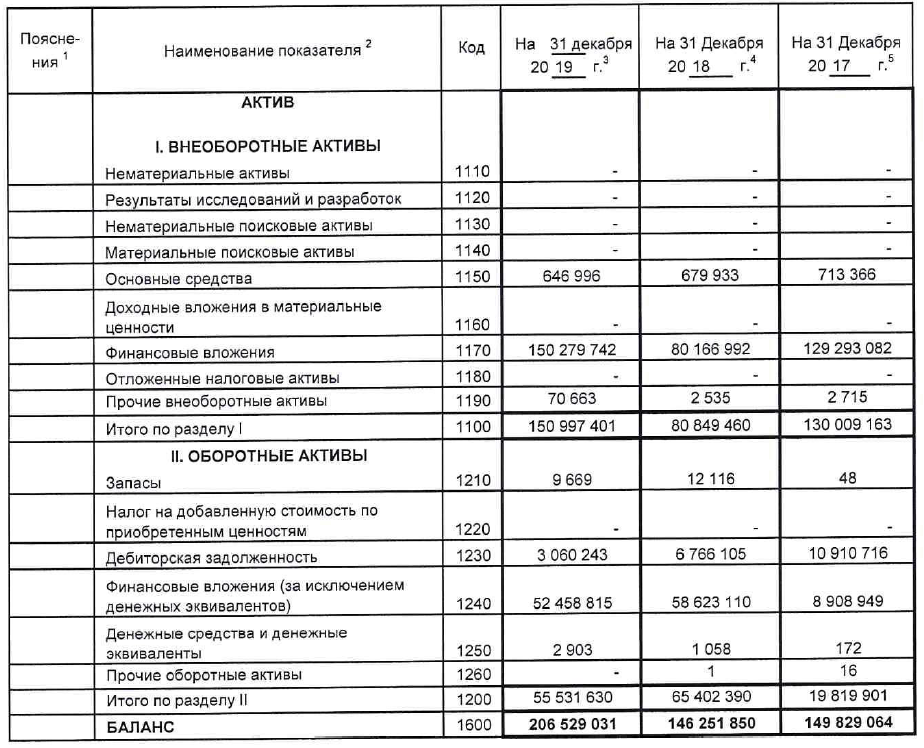 Поясне-
ния 1
Наименование показателя 2
Код
На 31 декабря
20 19 г.3
На 31 Декабря
20 18 г.4
На 31 Декабря
20 17 г.5
АКТИВ
I. ВНЕОБОРОТНЫЕ АКТИВЫ
Нематериальные активы 1110 - - -
Результаты исследований и разработок 1120 - - -
Нематериальные поисковые активы 1130 - - -
Материальные поисковые активы 1140 - - -
Основные средства 1150 646 996 679 933 713 366
Доходные вложения в материальные
ценности 1160 - - -
Финансовые вложения 1170 150 279 742 80 166 992 129 293 082
Отложенные налоговые активы 1180 - - -
Прочие внеоборотные активы 1190 70 663 2 535 2 715
Итого по разделу I 1100 150 997 401 80 849 460 130 009 163
II. ОБОРОТНЫЕ АКТИВЫ
Запасы 1210 9 669 12 116 48
Налог на добавленную стоимость по
приобретенным ценностям 1220 - - -
Дебиторская задолженность 1230 3 060 243 6 766 105 10 910 716
Финансовые вложения (за исключением
денежных эквивалентов) 1240 52 458 815 58 623 110 8 908 949
Денежные средства и денежные
эквиваленты 1250 2 903 1 058 172
Прочие оборотные активы 1260 - 1 16
Итого по разделу II 1200 55 531 630 65 402 390 19 819 901
БАЛАНС 1600 206 529 031 146 251 850 149 829 064